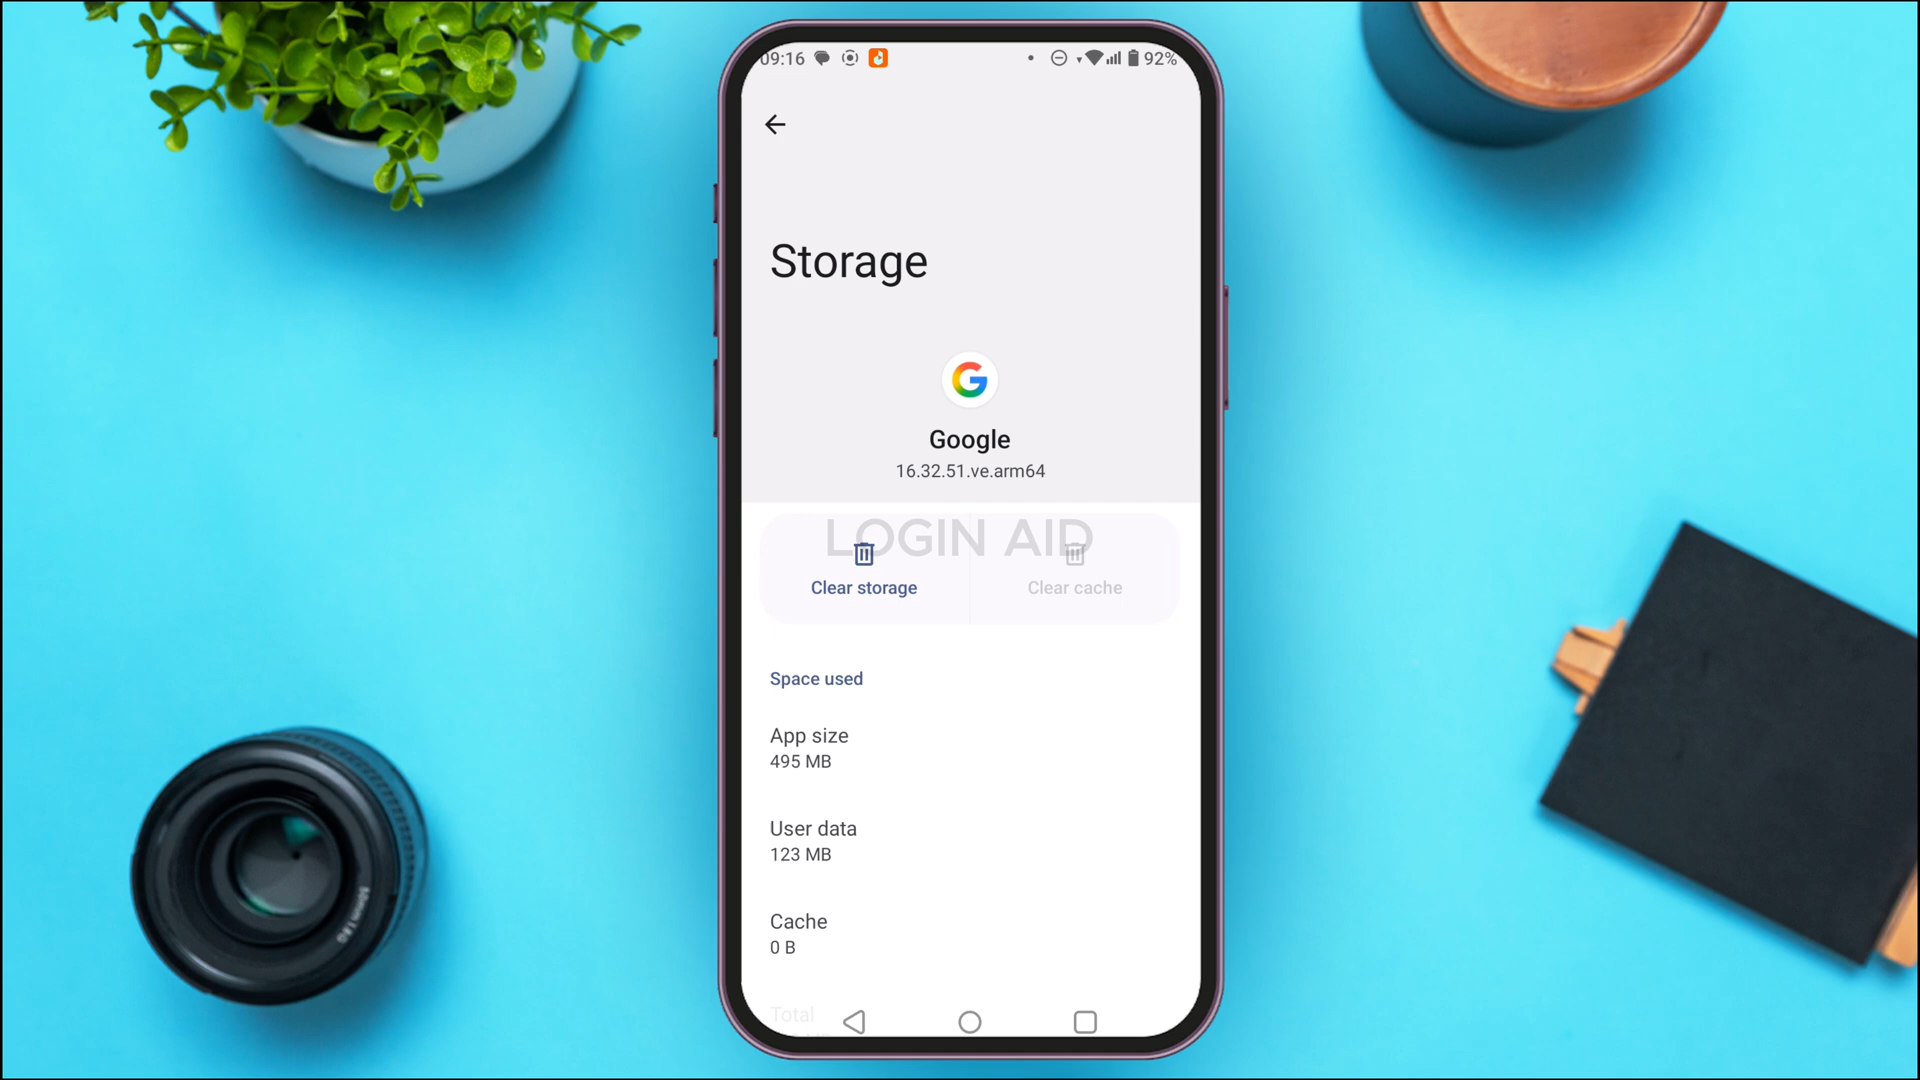 09:16
92%
Storage
Google
16.32.51.ve.arm64
LOGIN AID
Clear storage
Clear cache
Space used
App size
495 MB
User data
123 MB
Cache
0 B
Total